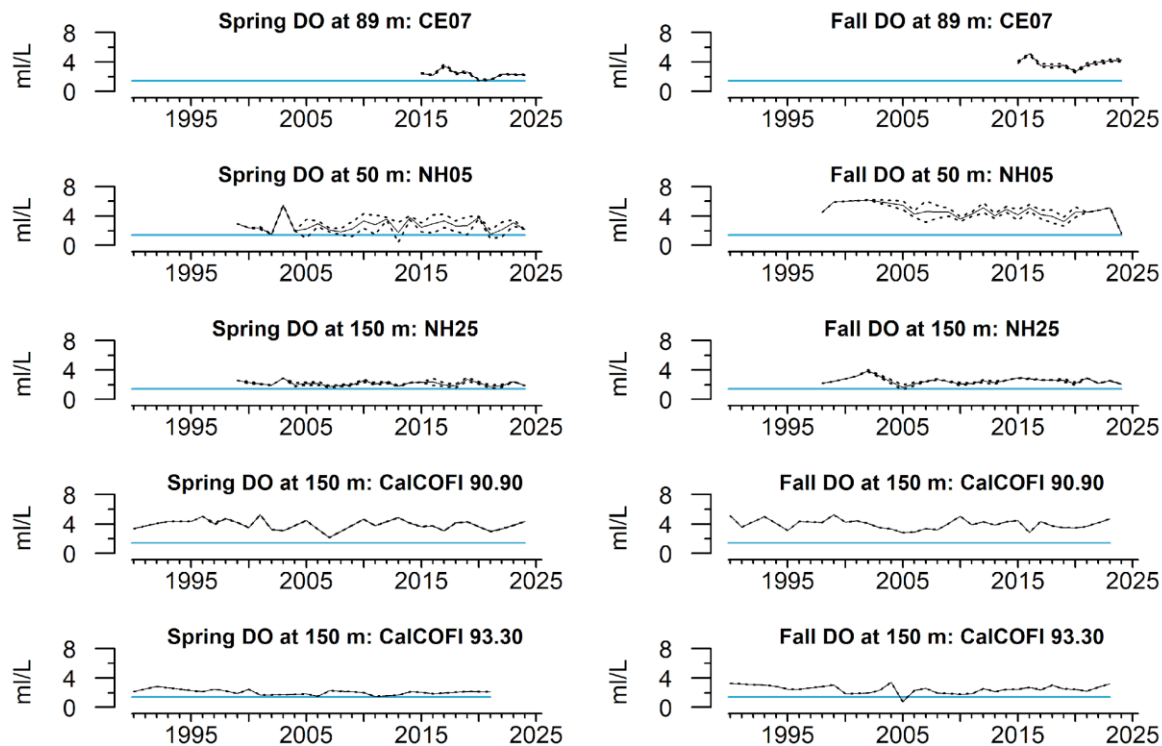 Spring DO at 89 m: CE07
ml/L
8
4
0
1995 2005 2015 2025
Fall DO at 89 m: CE07
ml/L
8
4
0
1995 2005 2015 2025
Spring DO at 50 m: NH05
ml/L
8
4
0
1995 2005 2015 2025
Fall DO at 50 m: NH05
ml/L
8
4
0
1995 2005 2015 2025
Spring DO at 150 m: NH25
ml/L
8
4
0
1995 2005 2015 2025
Fall DO at 150 m: NH25
ml/L
8
4
0
1995 2005 2015 2025
Spring DO at 150 m: CalCOFI 90.90
ml/L
8
4
0
1995 2005 2015 2025
Fall DO at 150 m: CalCOFI 90.90
ml/L
8
4
0
1995 2005 2015 2025
Spring DO at 150 m: CalCOFI 93.30
ml/L
8
4
0
1995 2005 2015 2025
Fall DO at 150 m: CalCOFI 93.30
ml/L
8
4
0
1995 2005 2015 2025